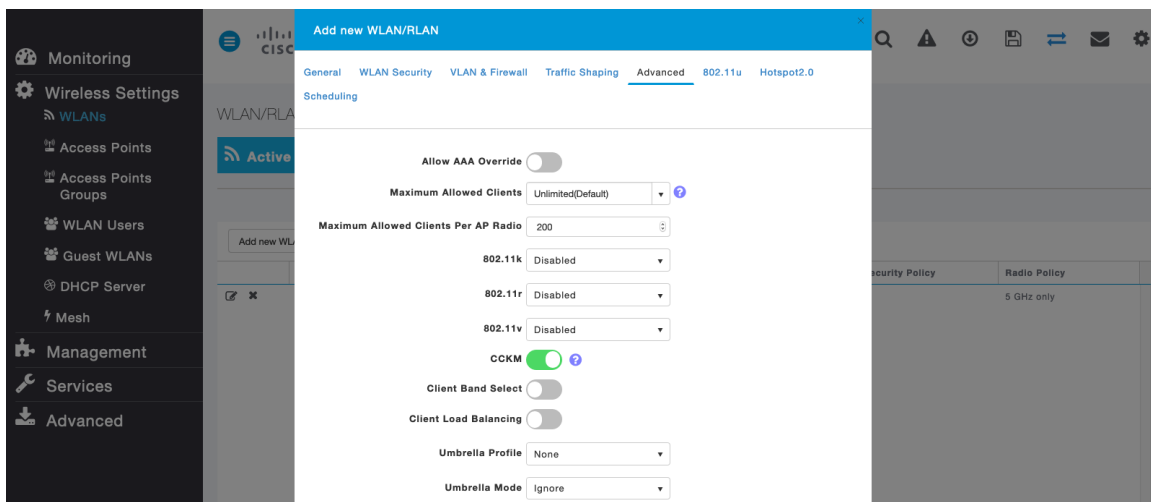 Monitoring
Wireless Settings
WLANs
Access Points
Access Points
Groups
WLAN Users
Guest WLANs
DHCP Server
Mesh
Management
Services
Advanced
CISC
WLAN/RLA
Active
Add new WL
Add new WLAN/RLAN
×
General WLAN Security VLAN & Firewall Traffic Shaping Advanced 802.11u Hotspot2.0
Scheduling
Allow AAA Override
Maximum Allowed Clients Unlimited(Default) ?
Maximum Allowed Clients Per AP Radio 200
802.11k Disabled
802.11r Disabled
802.11v Disabled
CCKM ?
Client Band Select
Client Load Balancing
Umbrella Profile None
Umbrella Mode Ignore
ecurity Policy Radio Policy
5 GHz only